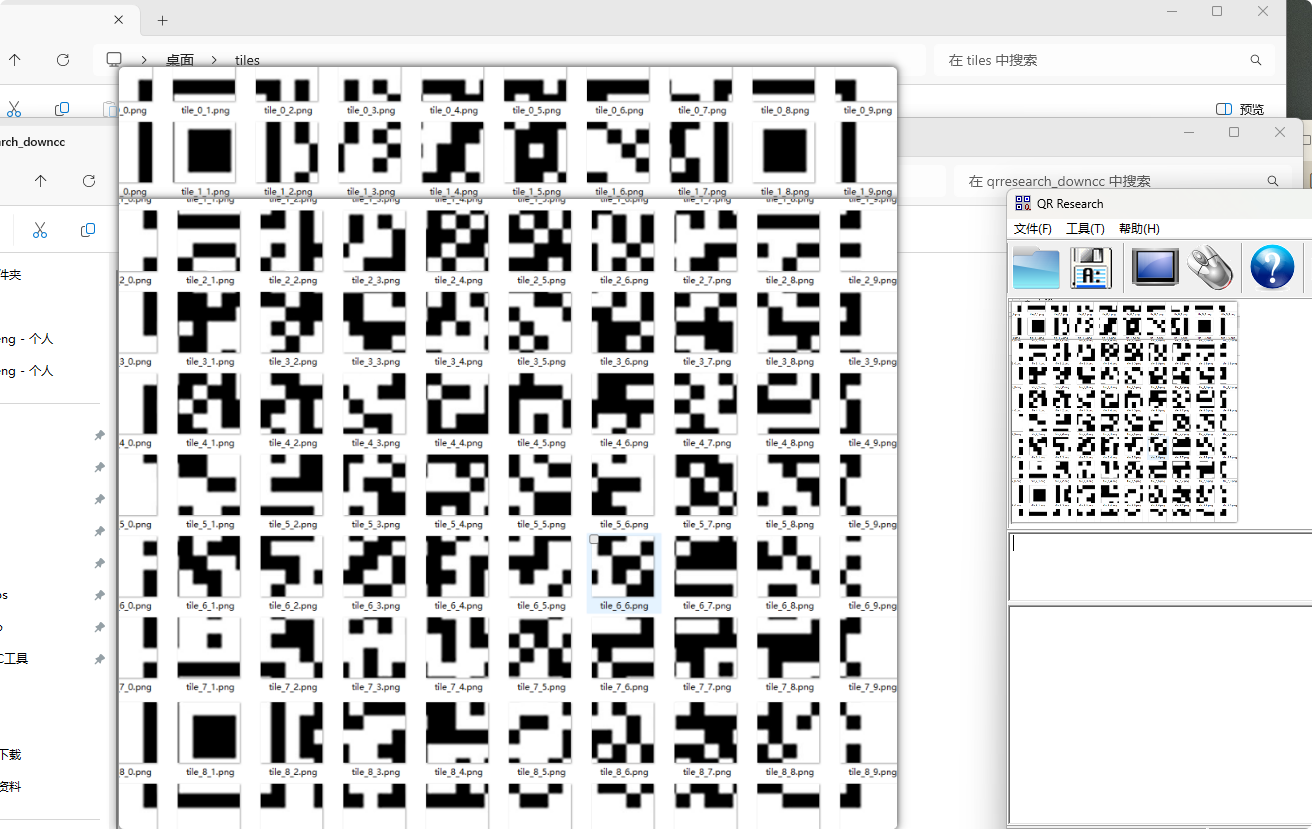 桌面 > tiles
在 tiles 中搜索
预览
_0.png tile_0_1.png tile_0_2.png tile_0_3.png tile_0_4.png tile_0_5.png tile_0_6.png tile_0_7.png tile_0_8.png tile_0_9.png
rch_downcc
在 qrresearch_downcc 中搜索
_0.png tile_1_1.png tile_1_2.png tile_1_3.png tile_1_4.png tile_1_5.png tile_1_6.png tile_1_7.png tile_1_8.png tile_1_9.png
QR Research
文件(F) 工具(T) 帮助(H)
件夹
2_0.png tile_2_1.png tile_2_2.png tile_2_3.png tile_2_4.png tile_2_5.png tile_2_6.png tile_2_7.png tile_2_8.png tile_2_9.png
ng - 个人
3_0.png tile_3_1.png tile_3_2.png tile_3_3.png tile_3_4.png tile_3_5.png tile_3_6.png tile_3_7.png tile_3_8.png tile_3_9.png
ng - 个人
4_0.png tile_4_1.png tile_4_2.png tile_4_3.png tile_4_4.png tile_4_5.png tile_4_6.png tile_4_7.png tile_4_8.png tile_4_9.png
5_0.png tile_5_1.png tile_5_2.png tile_5_3.png tile_5_4.png tile_5_5.png tile_5_6.png tile_5_7.png tile_5_8.png tile_5_9.png
os
6_0.png tile_6_1.png tile_6_2.png tile_6_3.png tile_6_4.png tile_6_5.png tile_6_6.png tile_6_7.png tile_6_8.png tile_6_9.png
C工具
7_0.png tile_7_1.png tile_7_2.png tile_7_3.png tile_7_4.png tile_7_5.png tile_7_6.png tile_7_7.png tile_7_8.png tile_7_9.png
下载
8_0.png tile_8_1.png tile_8_2.png tile_8_3.png tile_8_4.png tile_8_5.png tile_8_6.png tile_8_7.png tile_8_8.png tile_8_9.png
资料